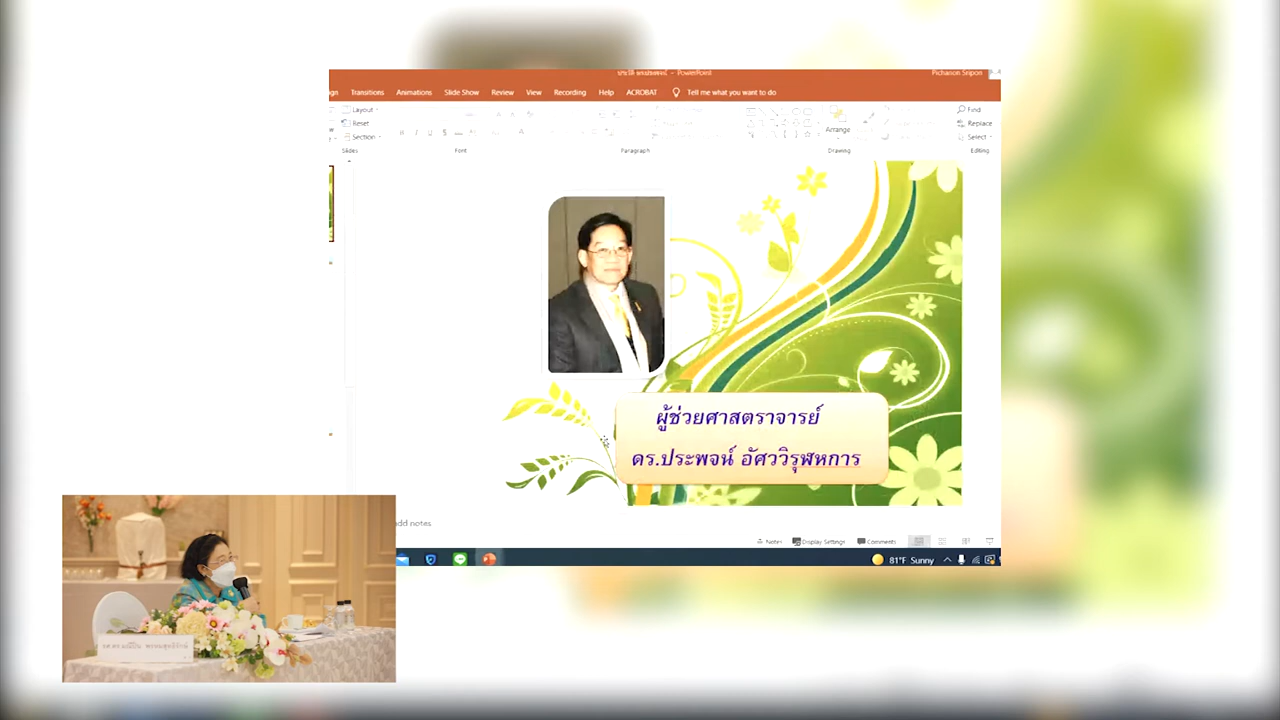 PowerPoint
Pichanon Sripon
Transitions Animations Slide Show Review View Recording Help ACROBAT Tell me what you want to do
Layout
Reset
Section
Find
Replace
Select
Arrange
Slides Font Paragraph Drawing Editing
ผู้ช่วยศาสตราจารย์
ดร.ประพจน์ อัศววิรุฬหการ
add notes
Notes Display Settings Comments
81°F Sunny